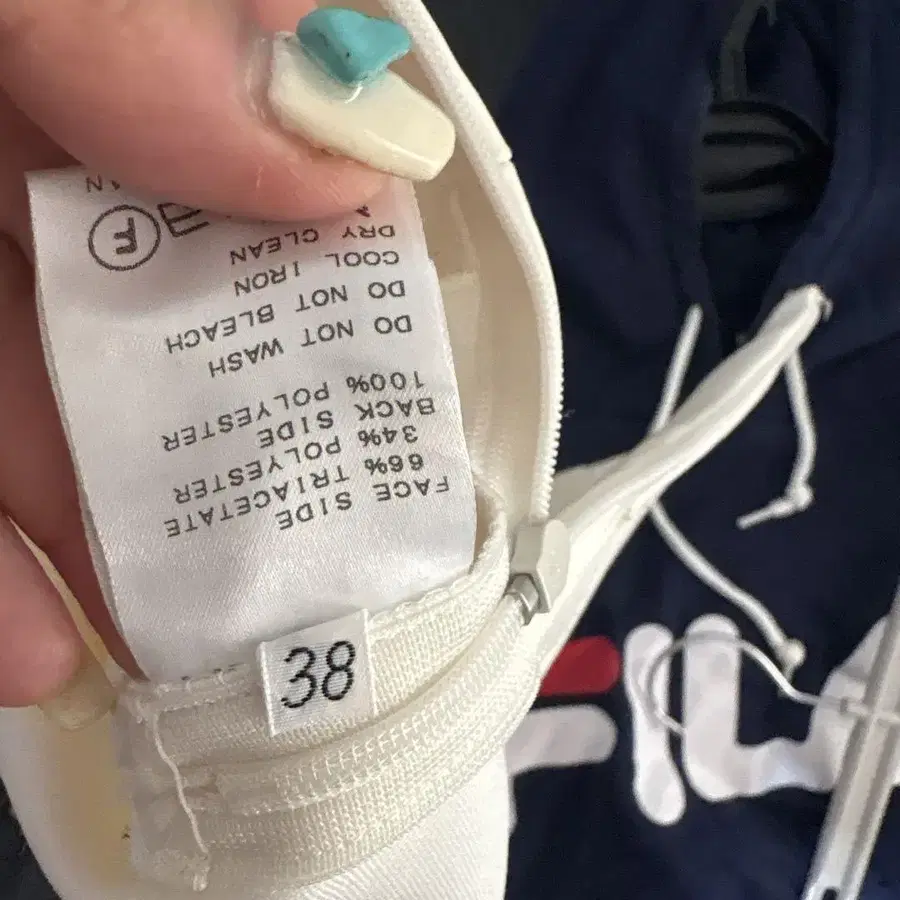 FACE SIDE
66% TRIACETATE
34% POLYESTER
BACK SIDE
100% POLYESTER
DO NOT WASH
DO NOT BLEACH
COOL IRON
DRY CLEAN
F
38
FILA